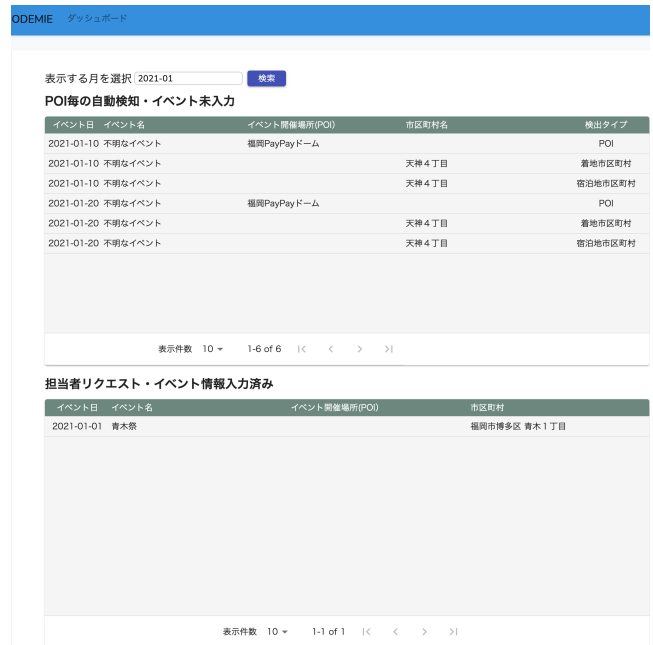 ODEMIE ダッシュボード
表示する月を選択 2021-01 検索
POI毎の自動検知・イベント未入力
イベント日 イベント名 イベント開催場所(POI) 市区町村名 検出タイプ
2021-01-10 不明なイベント 福岡PayPayドーム POI
2021-01-10 不明なイベント 天神４丁目 着地市区町村
2021-01-10 不明なイベント 天神４丁目 宿泊地市区町村
2021-01-20 不明なイベント 福岡PayPayドーム POI
2021-01-20 不明なイベント 天神４丁目 着地市区町村
2021-01-20 不明なイベント 天神４丁目 宿泊地市区町村
表示件数 10 1-6 of 6
担当者リクエスト・イベント情報入力済み
イベント日 イベント名 イベント開催場所(POI) 市区町村
2021-01-01 青木祭 福岡市博多区 青木１丁目
表示件数 10 1-1 of 1